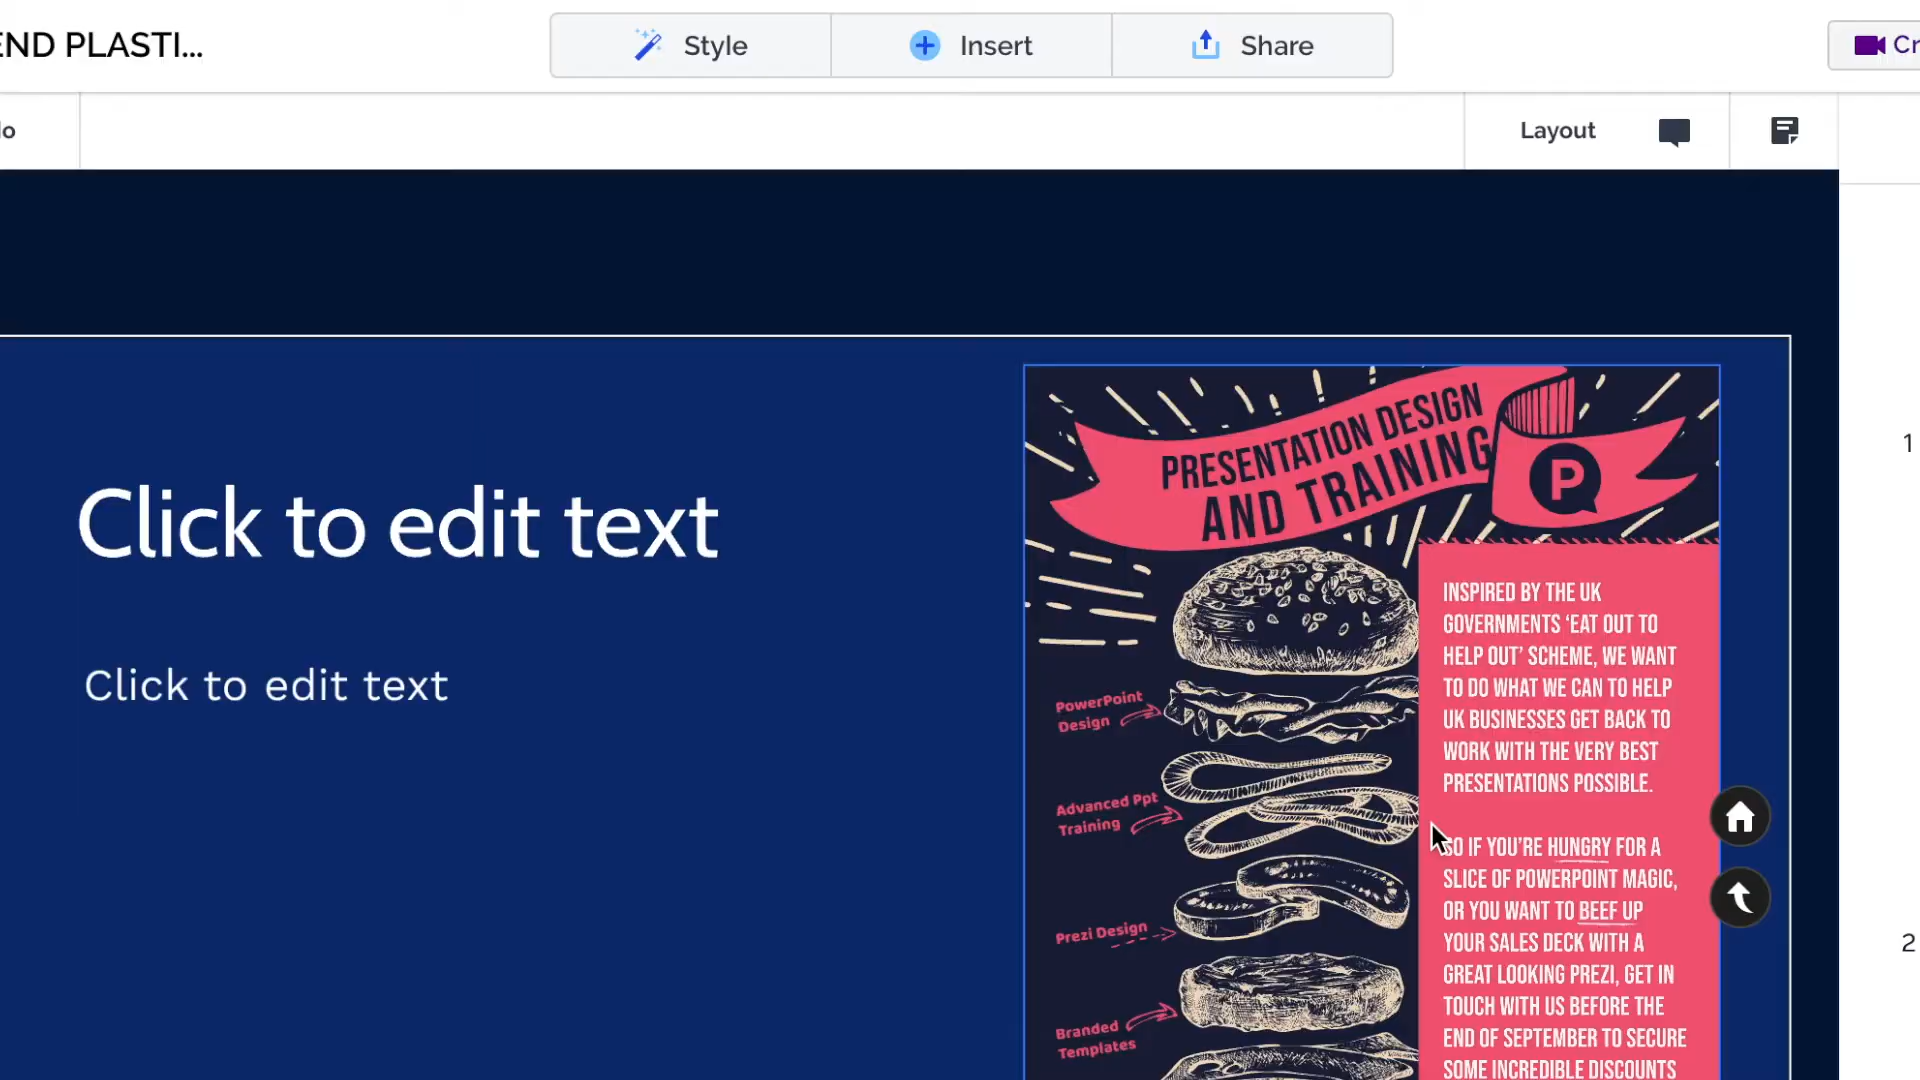 END PLASTI...
Style
Insert
Share
Layout
1
2
Click to edit text
Click to edit text
PRESENTATION DESIGN
AND TRAINING
P
PowerPoint
Design
Advanced Ppt
Training
Prezi Design
Branded
Templates
INSPIRED BY THE UK
GOVERNMENTS ‘EAT OUT TO
HELP OUT’ SCHEME, WE WANT
TO DO WHAT WE CAN TO HELP
UK BUSINESSES GET BACK TO
WORK WITH THE VERY BEST
PRESENTATIONS POSSIBLE.
SO IF YOU’RE HUNGRY FOR A
SLICE OF POWERPOINT MAGIC,
OR YOU WANT TO BEEF UP
YOUR SALES DECK WITH A
GREAT LOOKING PREZI, GET IN
TOUCH WITH US BEFORE THE
END OF SEPTEMBER TO SECURE
SOME INCREDIBLE DISCOUNTS